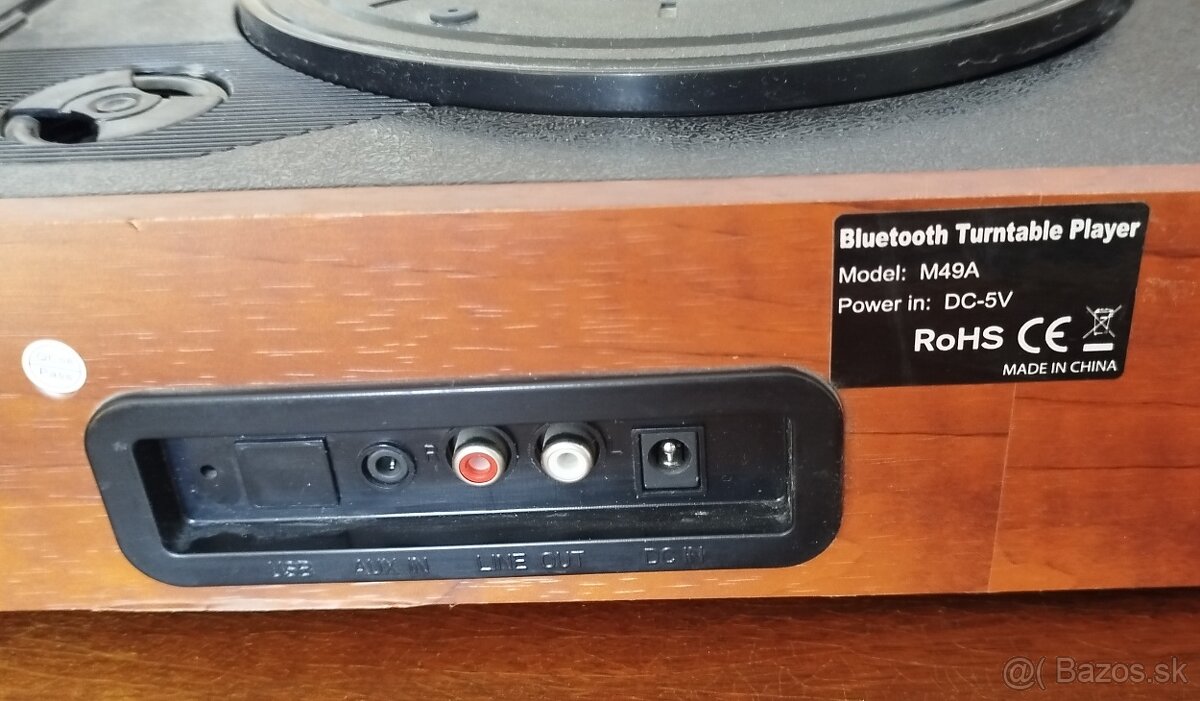 Bluetooth Turntable Player
Model: M49A
Power in: DC-5V
RoHS CE
MADE IN CHINA
R L
USB AUX IN LINE OUT DC IN
@( Bazos.sk